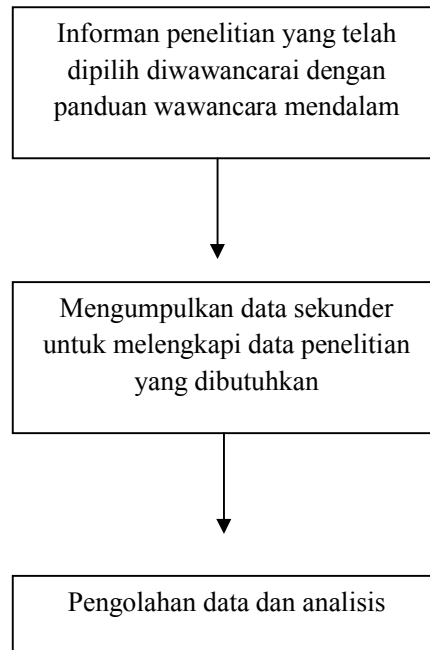 Informan penelitian yang telah
dipilih diwawancarai dengan
panduan wawancara mendalam
Mengumpulkan data sekunder
untuk melengkapi data penelitian
yang dibutuhkan
Pengolahan data dan analisis